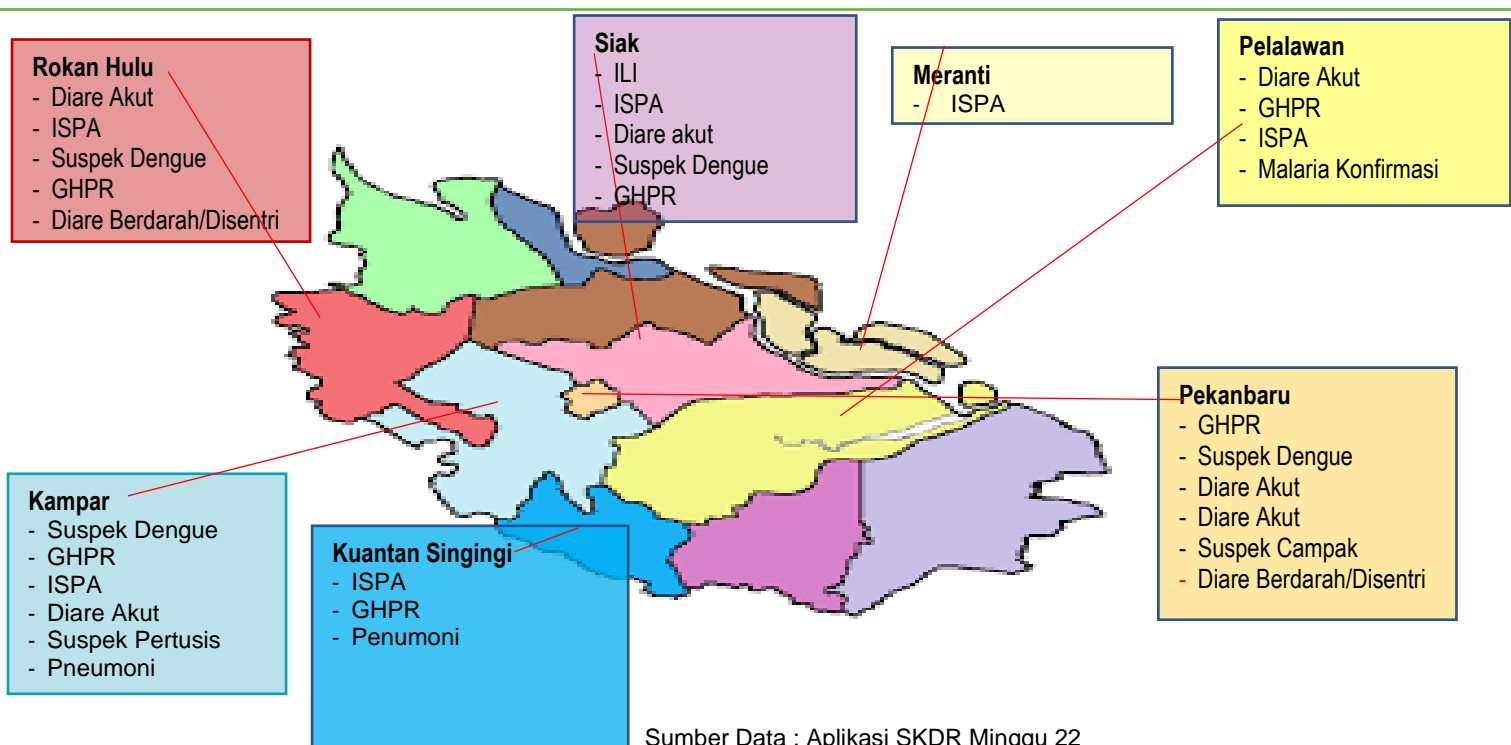 Rokan Hulu
- Diare Akut
- ISPA
- Suspek Dengue
- GHPR
- Diare Berdarah/Disentri
Siak
- ILI
- ISPA
- Diare akut
- Suspek Dengue
- GHPR
Meranti
- ISPA
Pelalawan
- Diare Akut
- GHPR
- ISPA
- Malaria Konfirmasi
Kampar
- Suspek Dengue
- GHPR
- ISPA
- Diare Akut
- Suspek Pertusis
- Pneumoni
Kuantan Singingi
- ISPA
- GHPR
- Penumoni
Pekanbaru
- GHPR
- Suspek Dengue
- Diare Akut
- Diare Akut
- Suspek Campak
- Diare Berdarah/Disentri
Sumber Data : Aplikasi SKDR Minggu 22